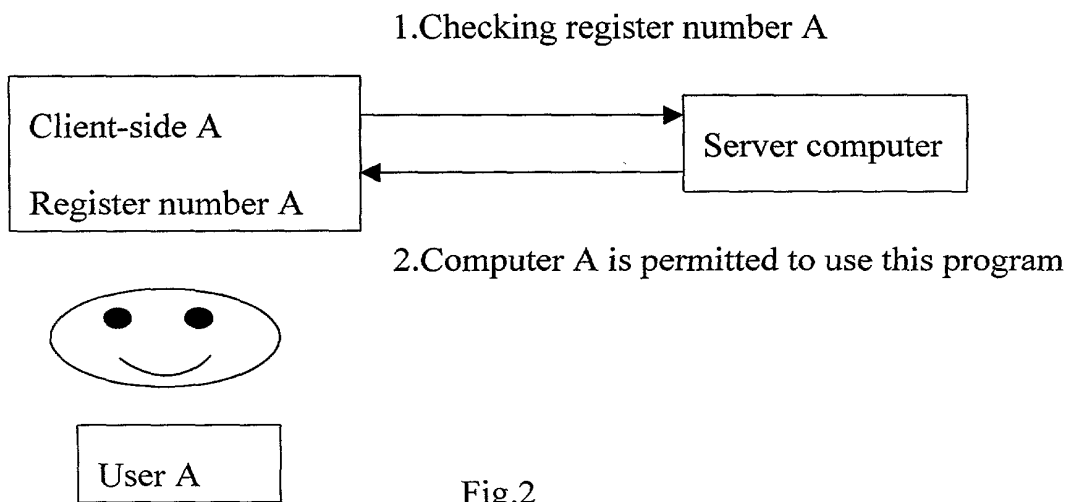 1.Checking register number A
Client-side A
Register number A
Server computer
2.Computer A is permitted to use this program
User A
Fig.2